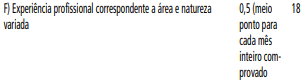 F) Experiência profissional correspondente a área e natureza 0,5 (meio 18
variada ponto para
cada mês
inteiro com-
provado